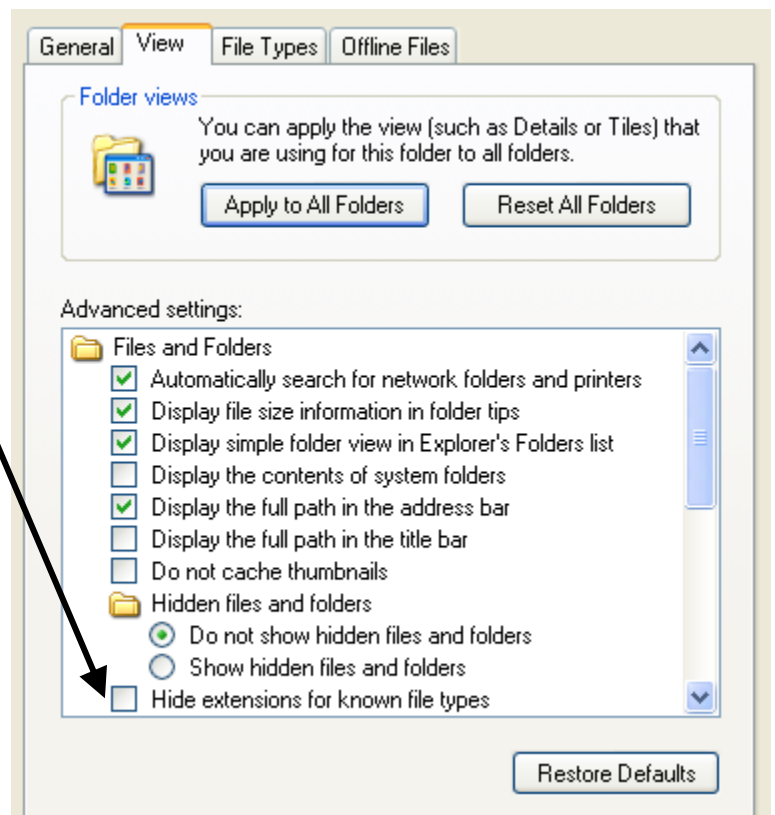 General View File Types Offline Files
Folder views
You can apply the view (such as Details or Tiles) that
you are using for this folder to all folders.
Apply to All Folders Reset All Folders
Advanced settings:
Files and Folders
Automatically search for network folders and printers
Display file size information in folder tips
Display simple folder view in Explorer's Folders list
Display the contents of system folders
Display the full path in the address bar
Display the full path in the title bar
Do not cache thumbnails
Hidden files and folders
Do not show hidden files and folders
Show hidden files and folders
Hide extensions for known file types
Restore Defaults